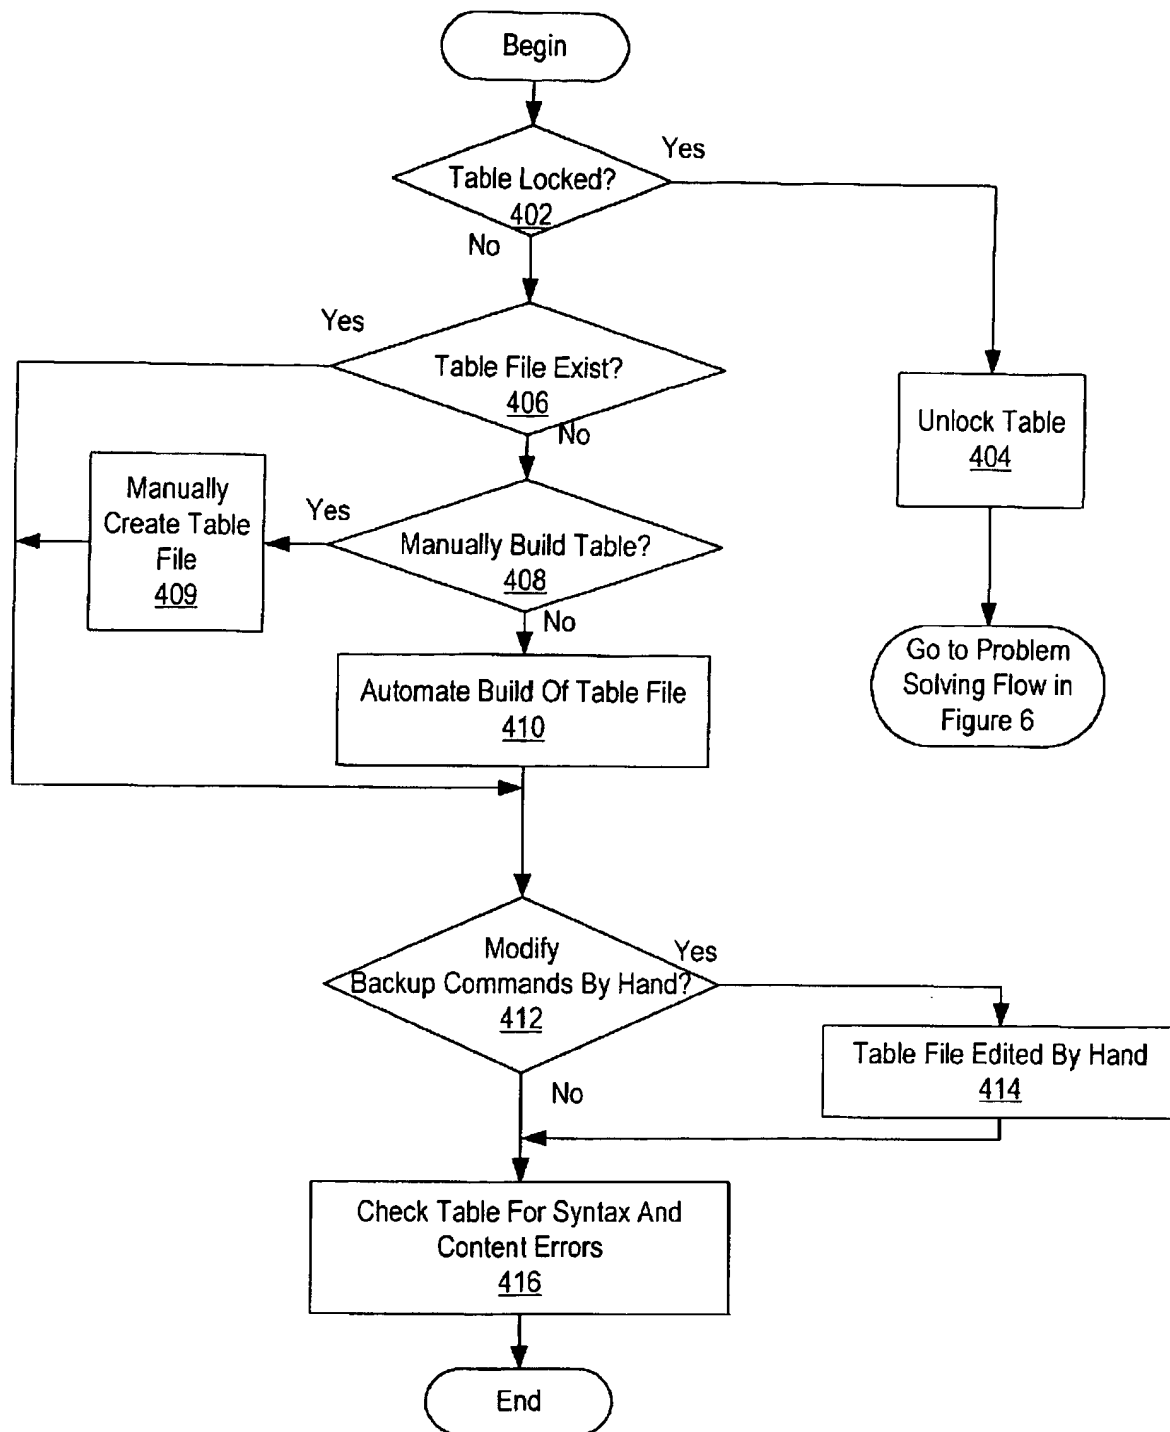 Begin
Yes
Table Locked?
402
No
Yes
Table File Exist?
406
No
Unlock Table
404
Manually
Create Table
File
409
Yes
Manually Build Table?
408
No
Go to Problem
Solving Flow in
Figure 6
Automate Build Of Table File
410
Modify
Backup Commands By Hand?
412
Yes
Table File Edited By Hand
414
No
Check Table For Syntax And
Content Errors
416
End